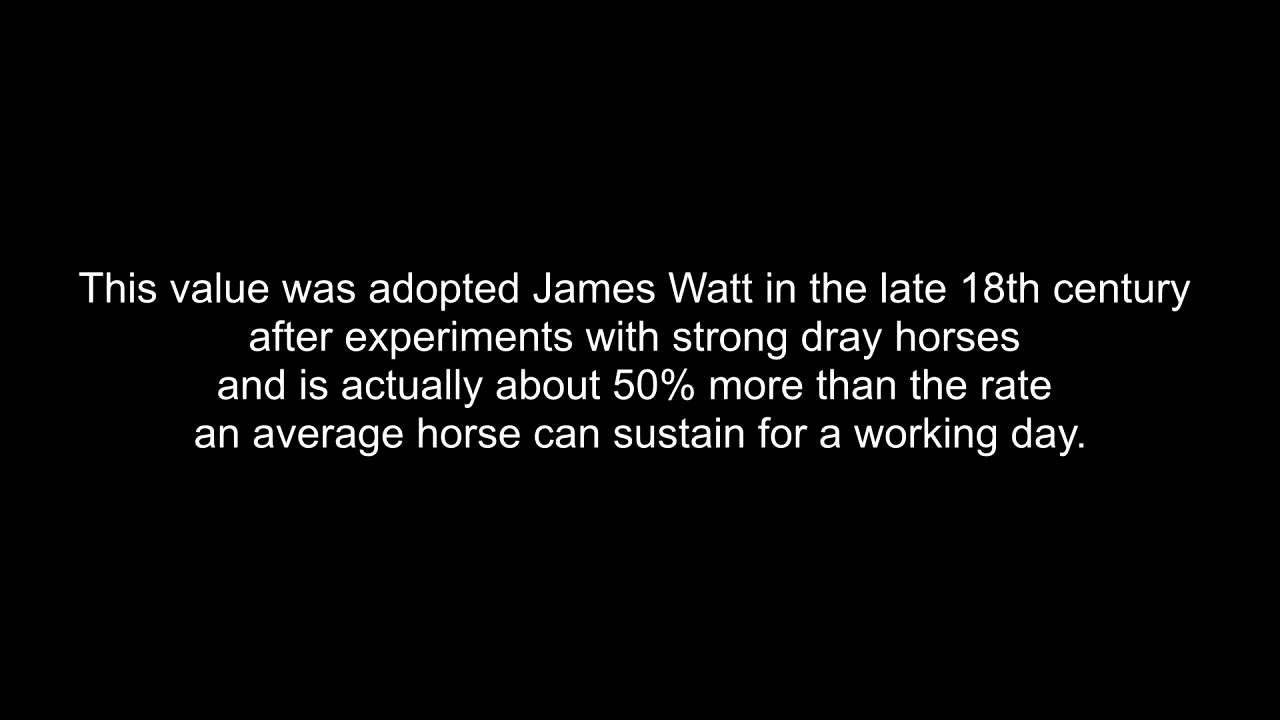 This value was adopted James Watt in the late 18th century
after experiments with strong dray horses
and is actually about 50% more than the rate
an average horse can sustain for a working day.